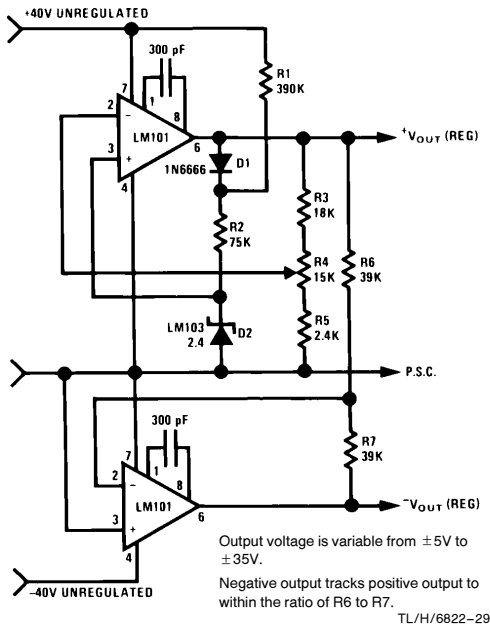 +40V UNREGULATED
300 pF
R1
390K
7
1
8
2
−
LM101
6
3
+
4
+VOUT (REG)
D1
1N6666
R2
75K
R3
18K
R4
15K
R6
39K
R5
2.4K
LM103
2.4
D2
P.S.C.
300 pF
R7
39K
7
1
8
2
−
LM101
6
3
+
4
−VOUT (REG)
Output voltage is variable from ±5V to
±35V.
−40V UNREGULATED
Negative output tracks positive output to
within the ratio of R6 to R7.
TL/H/6822–29